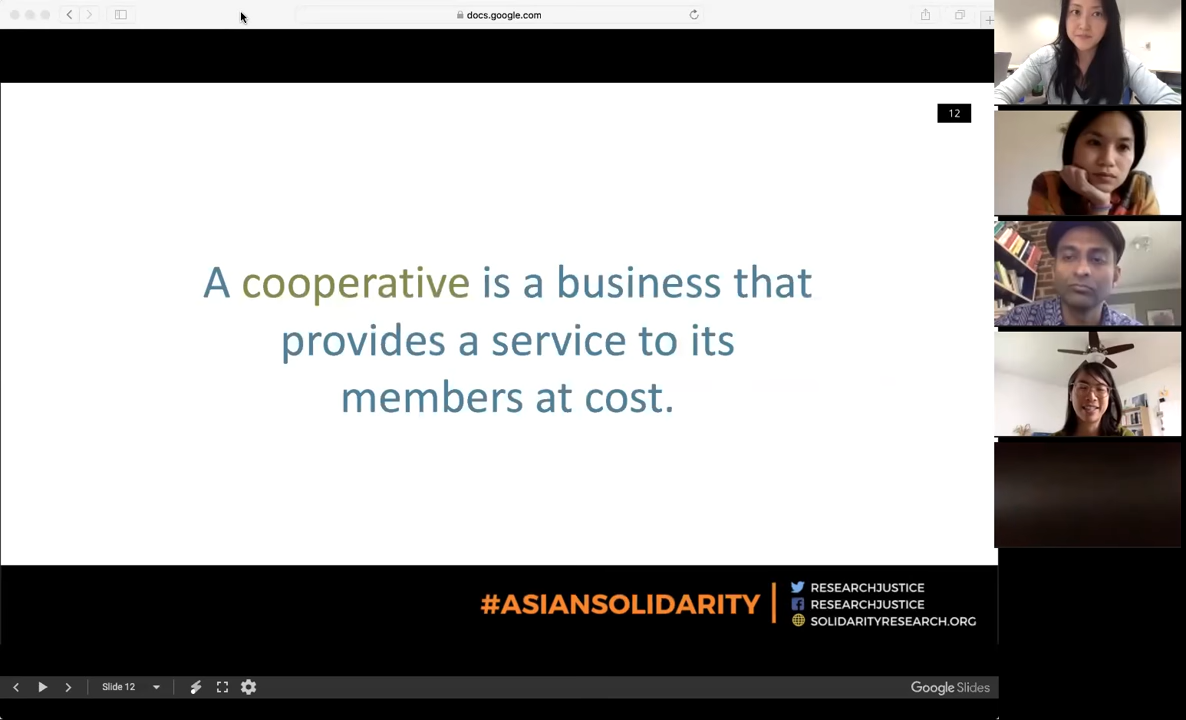 docs.google.com
12
A cooperative is a business that
provides a service to its
members at cost.
#ASIANSOLIDARITY
RESEARCHJUSTICE
RESEARCHJUSTICE
SOLIDARITYRESEARCH.ORG
Slide 12
Google Slides